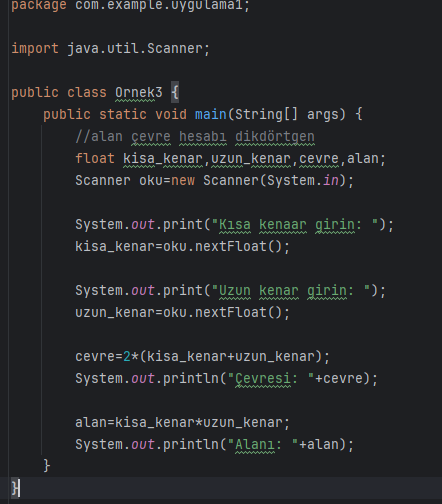 package com.example.uygulama1;
import java.util.Scanner;
public class Ornek3 {
public static void main(String[] args) {
//alan çevre hesabı dikdörtgen
float kisa_kenar,uzun_kenar,cevre,alan;
Scanner oku=new Scanner(System.in);
System.out.print("Kısa kenaar girin: ");
kisa_kenar=oku.nextFloat();
System.out.print("Uzun kenar girin: ");
uzun_kenar=oku.nextFloat();
cevre=2*(kisa_kenar+uzun_kenar);
System.out.println("Çevresi: "+cevre);
alan=kisa_kenar*uzun_kenar;
System.out.println("Alanı: "+alan);
}
}